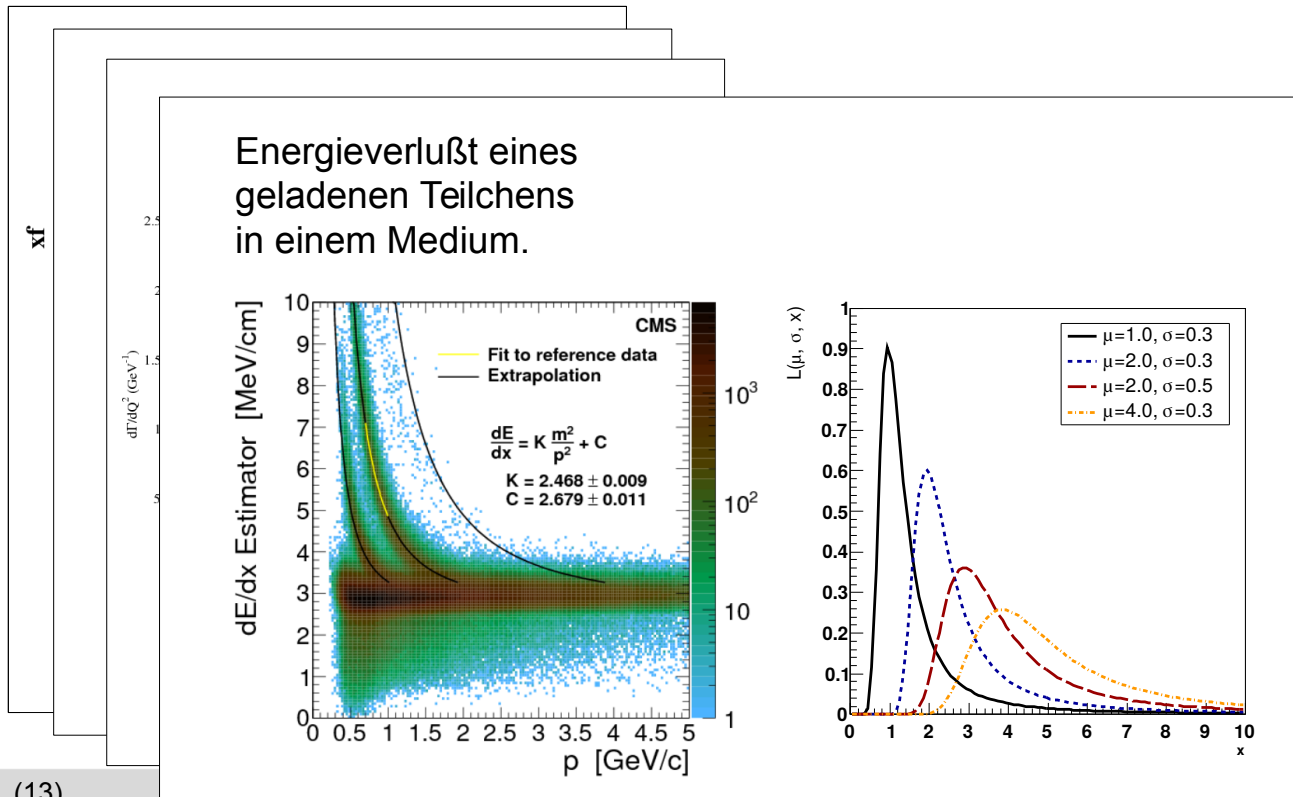 Energieverlußt eines
geladenen Teilchens
in einem Medium.
xf
dΓ/dQ² (GeV⁻¹)
2.5
2
1.5
1
5
dE/dx Estimator [MeV/cm]
10
9
8
7
6
5
4
3
2
1
0
CMS
Fit to reference data
Extrapolation
dE/dx = K m²/p² + C
K = 2.468 ± 0.009
C = 2.679 ± 0.011
10³
10²
10
1
0 0.5 1 1.5 2 2.5 3 3.5 4 4.5 5
p [GeV/c]
L(μ, σ, x)
1
0.9
0.8
0.7
0.6
0.5
0.4
0.3
0.2
0.1
0
μ=1.0, σ=0.3
μ=2.0, σ=0.3
μ=2.0, σ=0.5
μ=4.0, σ=0.3
0 1 2 3 4 5 6 7 8 9 10
x
(13)